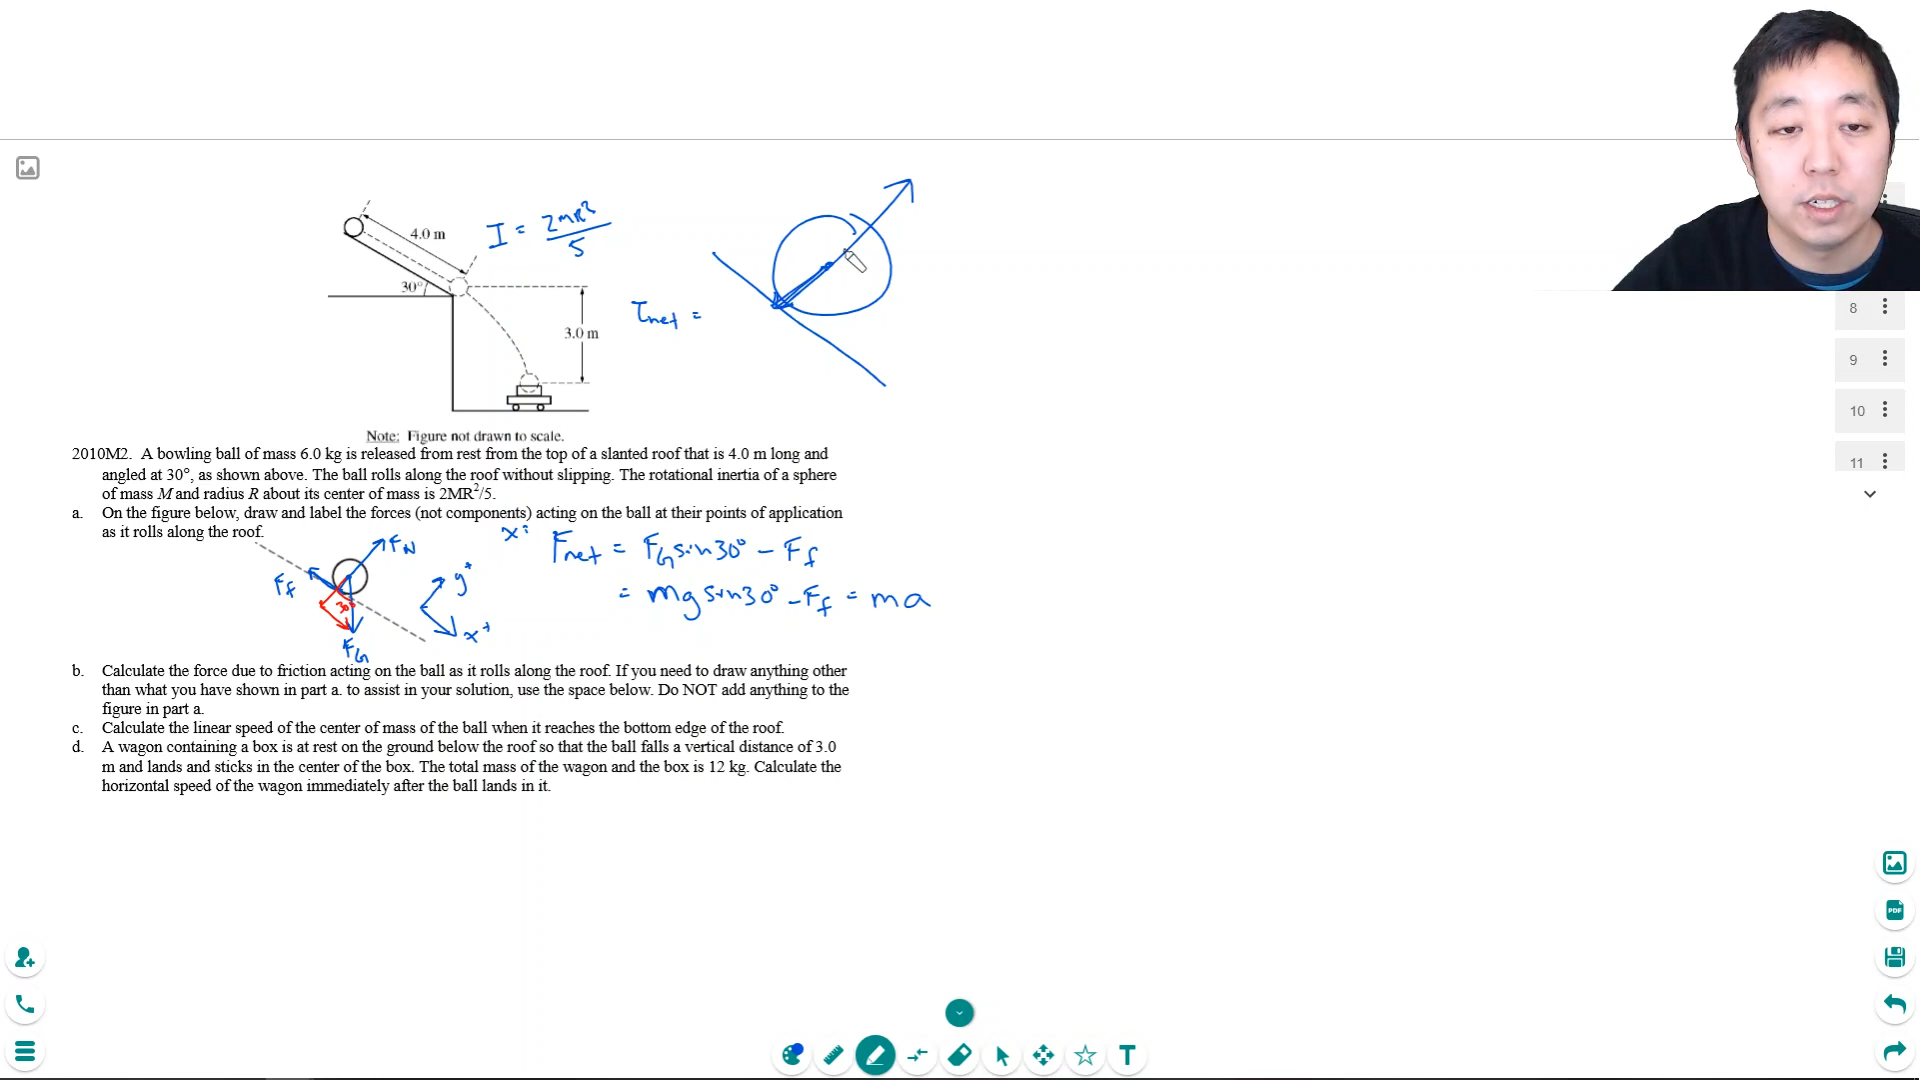 4.0 m
I = 2MR²/5
30°
3.0 m
τnet =
Note: Figure not drawn to scale.
2010M2. A bowling ball of mass 6.0 kg is released from rest from the top of a slanted roof that is 4.0 m long and
angled at 30°, as shown above. The ball rolls along the roof without slipping. The rotational inertia of a sphere
of mass M and radius R about its center of mass is 2MR²/5.
a. On the figure below, draw and label the forces (not components) acting on the ball at their points of application
as it rolls along the roof.
x: Fnet = FG sin30° - Ff
= mg sin30° - Ff = ma
FN
Ff
30°
FG
y+
x+
b. Calculate the force due to friction acting on the ball as it rolls along the roof. If you need to draw anything other
than what you have shown in part a. to assist in your solution, use the space below. Do NOT add anything to the
figure in part a.
c. Calculate the linear speed of the center of mass of the ball when it reaches the bottom edge of the roof.
d. A wagon containing a box is at rest on the ground below the roof so that the ball falls a vertical distance of 3.0
m and lands and sticks in the center of the box. The total mass of the wagon and the box is 12 kg. Calculate the
horizontal speed of the wagon immediately after the ball lands in it.
8
9
10
11
PDF
T